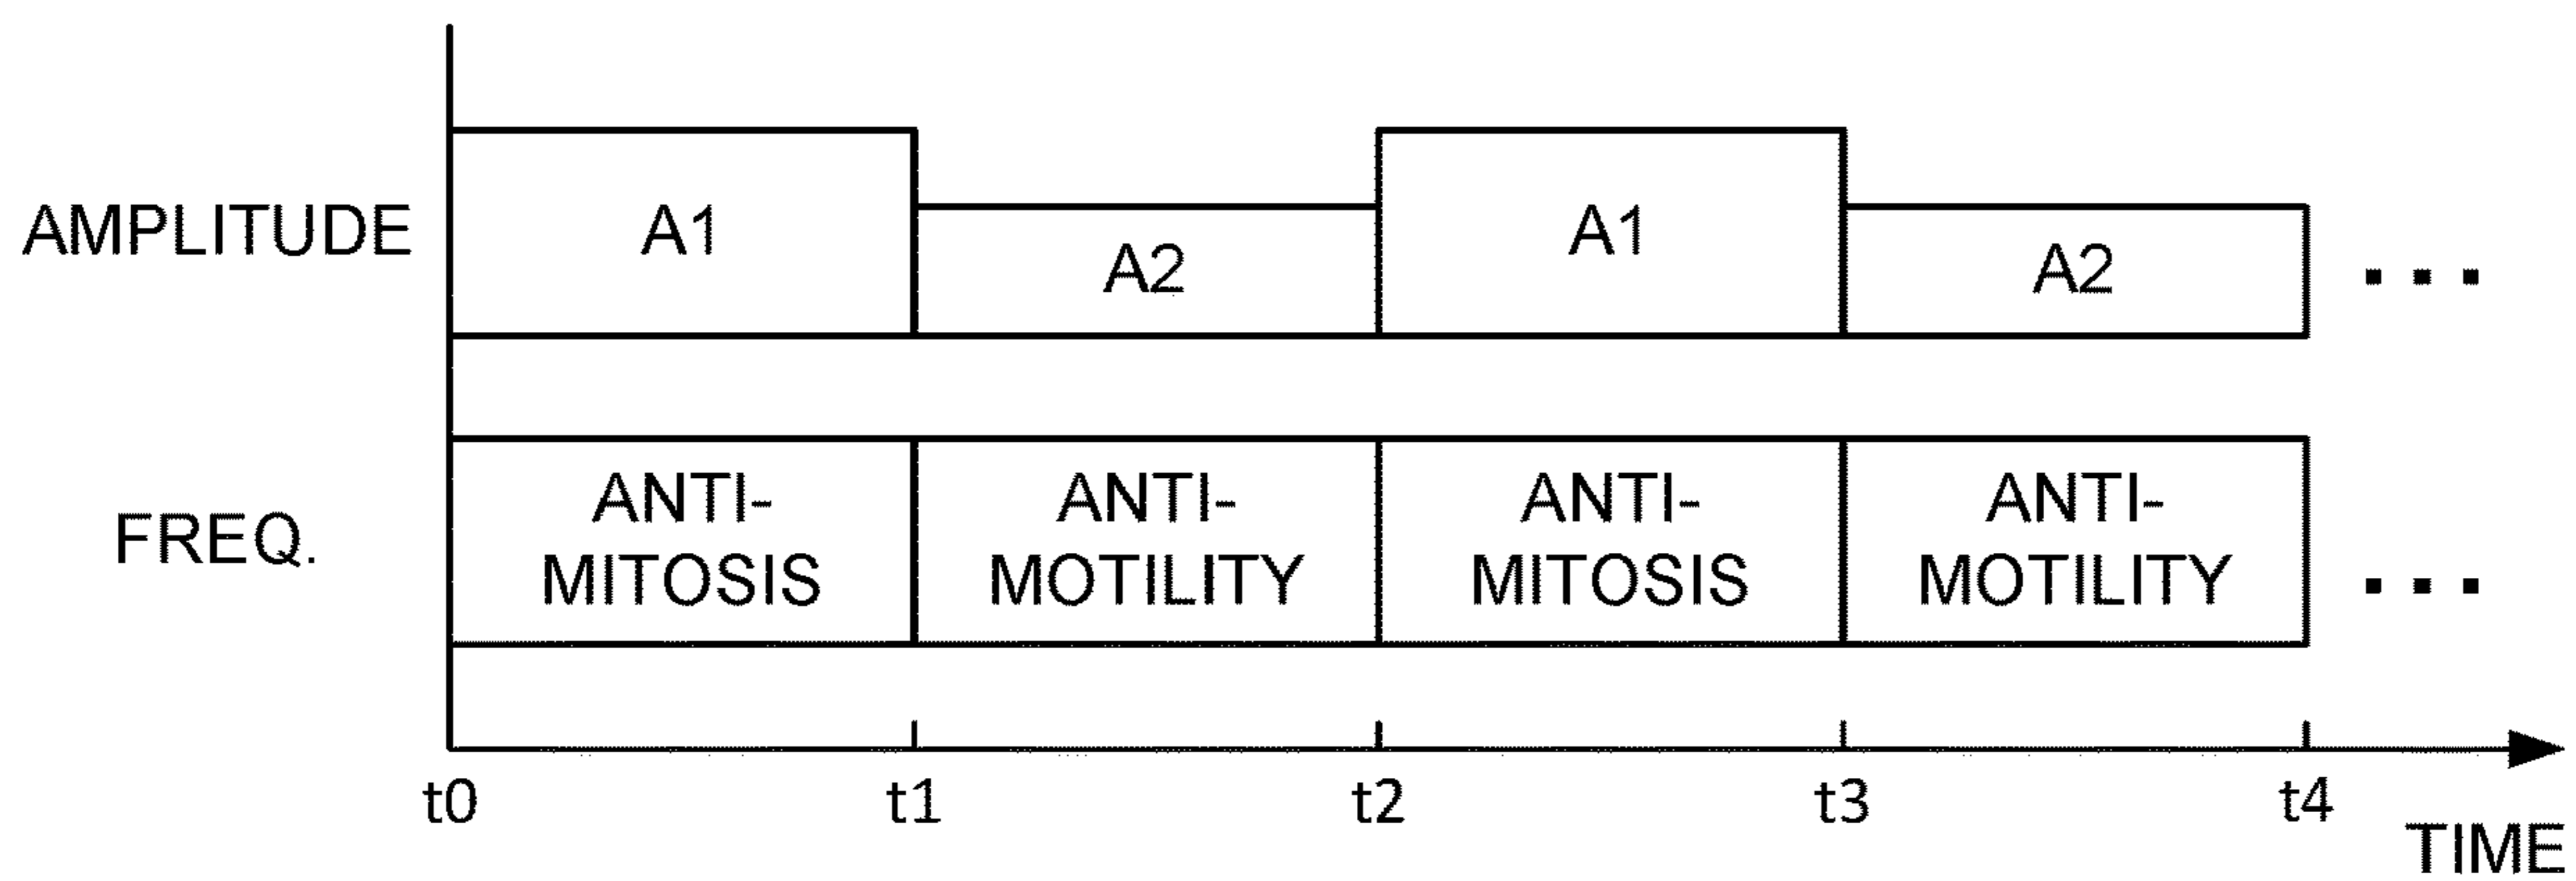 AMPLITUDE
A1
A2
A1
A2
...
FREQ.
ANTI-
MITOSIS
ANTI-
MOTILITY
ANTI-
MITOSIS
ANTI-
MOTILITY
...
t0
t1
t2
t3
t4
TIME